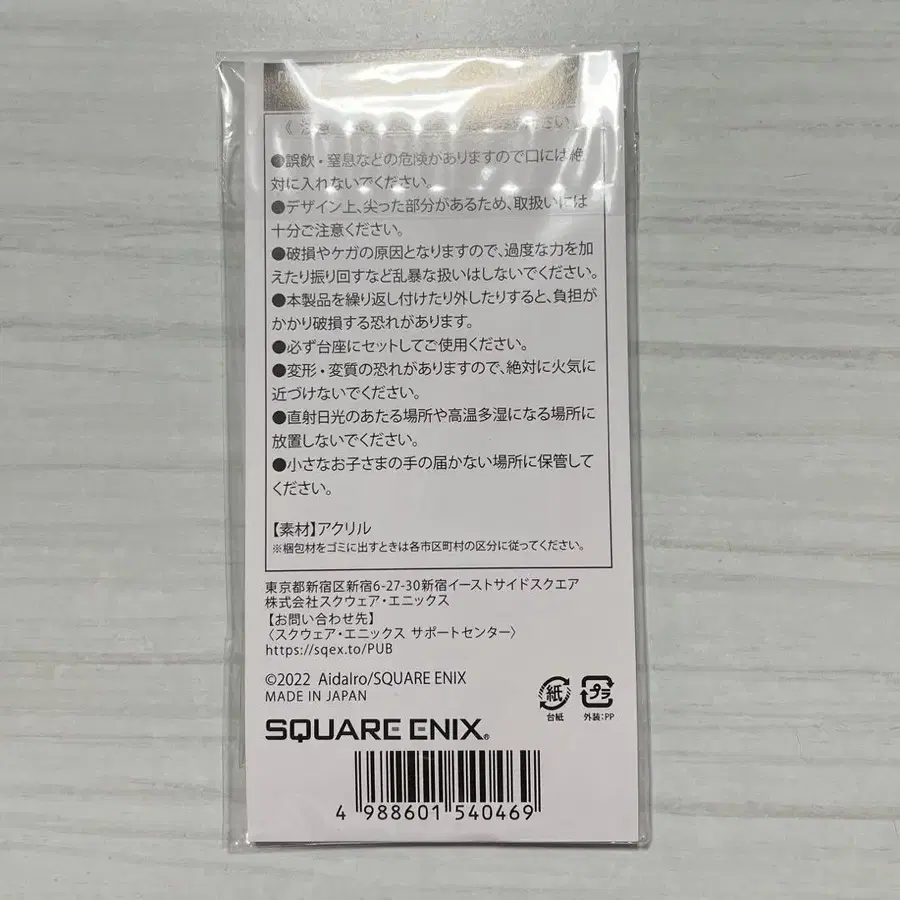 《 注意
さい 》
●誤飲・窒息などの危険がありますので口には絶
対に入れないでください。
●デザイン上、尖った部分があるため、取扱いには
十分ご注意ください。
●破損やケガの原因となりますので、過度な力を加
えたり振り回すなど乱暴な扱いはしないでください。
●本製品を繰り返し付けたり外したりすると、負担が
かかり破損する恐れがあります。
●必ず台座にセットしてご使用ください。
●変形・変質の恐れがありますので、絶対に火気に
近づけないでください。
●直射日光のあたる場所や高温多湿になる場所に
放置しないでください。
●小さなお子さまの手の届かない場所に保管して
ください。
【素材】アクリル
※梱包材をゴミに出すときは各市区町村の区分に従ってください。
東京都新宿区新宿6-27-30新宿イーストサイドスクエア
株式会社スクウェア・エニックス
【お問い合わせ先】
〈スクウェア・エニックス サポートセンター〉
https://sqex.to/PUB
©2022 AidaIro/SQUARE ENIX
MADE IN JAPAN
紙
台紙
プラ
外装:PP
SQUARE ENIX®
4 988601 540469